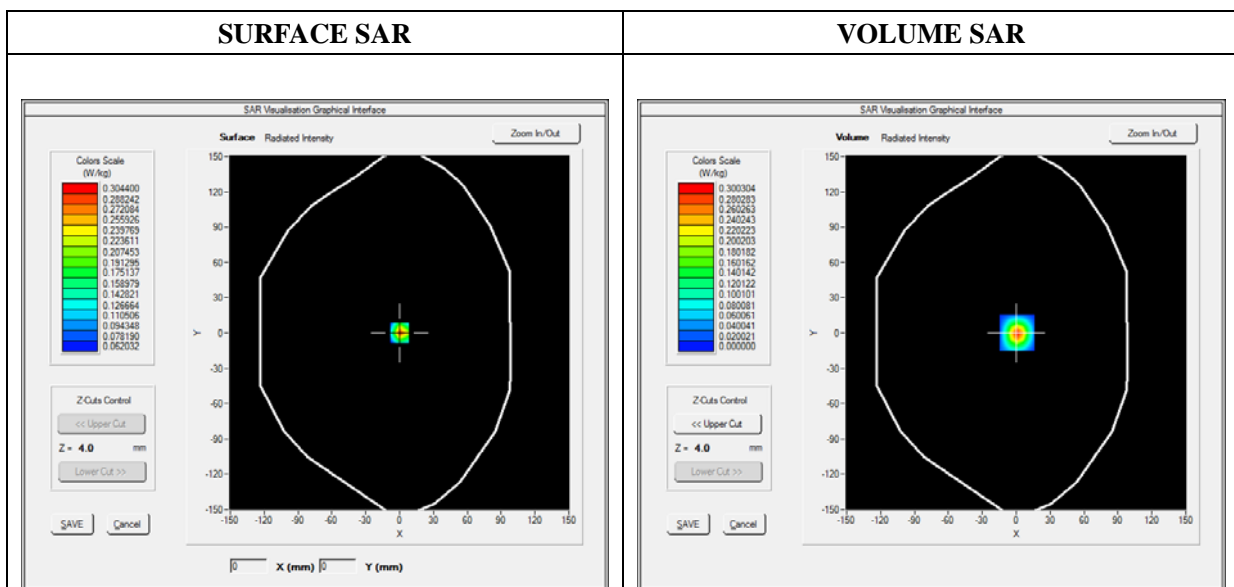 SURFACE SAR
VOLUME SAR
SAR Visualisation Graphical Interface
Surface Radiated Intensity
Zoom In/Out
Colors Scale
(W/kg)
0.304400
0.288242
0.272084
0.255926
0.239769
0.223611
0.207453
0.191295
0.175137
0.158979
0.142821
0.126664
0.110506
0.094348
0.078190
0.062032
Z-Cuts Control
<< Upper Cut
Z = 4.0 mm
Lower Cut >>
SAVE Cancel
150
120
90
60
30
0
-30
-60
-90
-120
-150
Y
-150 -120 -90 -60 -30 0 30 60 90 120 150
X
0 X (mm) 0 Y (mm)
SAR Visualisation Graphical Interface
Volume Radiated Intensity
Zoom In/Out
Colors Scale
(W/kg)
0.300304
0.280283
0.260263
0.240243
0.220223
0.200203
0.180182
0.160162
0.140142
0.120122
0.100101
0.080081
0.060061
0.040041
0.020021
0.000000
Z-Cuts Control
<< Upper Cut
Z = 4.0 mm
Lower Cut >>
SAVE Cancel
150
120
90
60
30
0
-30
-60
-90
-120
-150
Y
-150 -120 -90 -60 -30 0 30 60 90 120 150
X